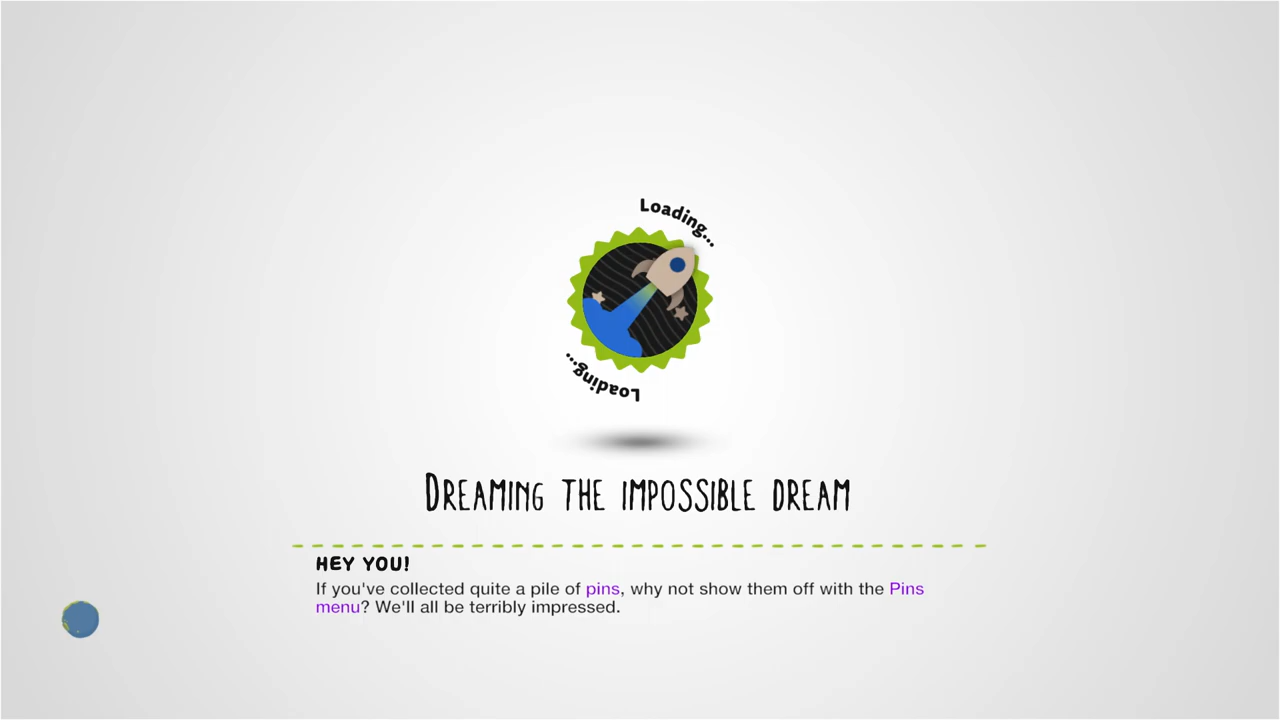 Loading...
Loading...
Dreaming the impossible dream
HEY YOU!
If you've collected quite a pile of pins, why not show them off with the Pins
menu? We'll all be terribly impressed.